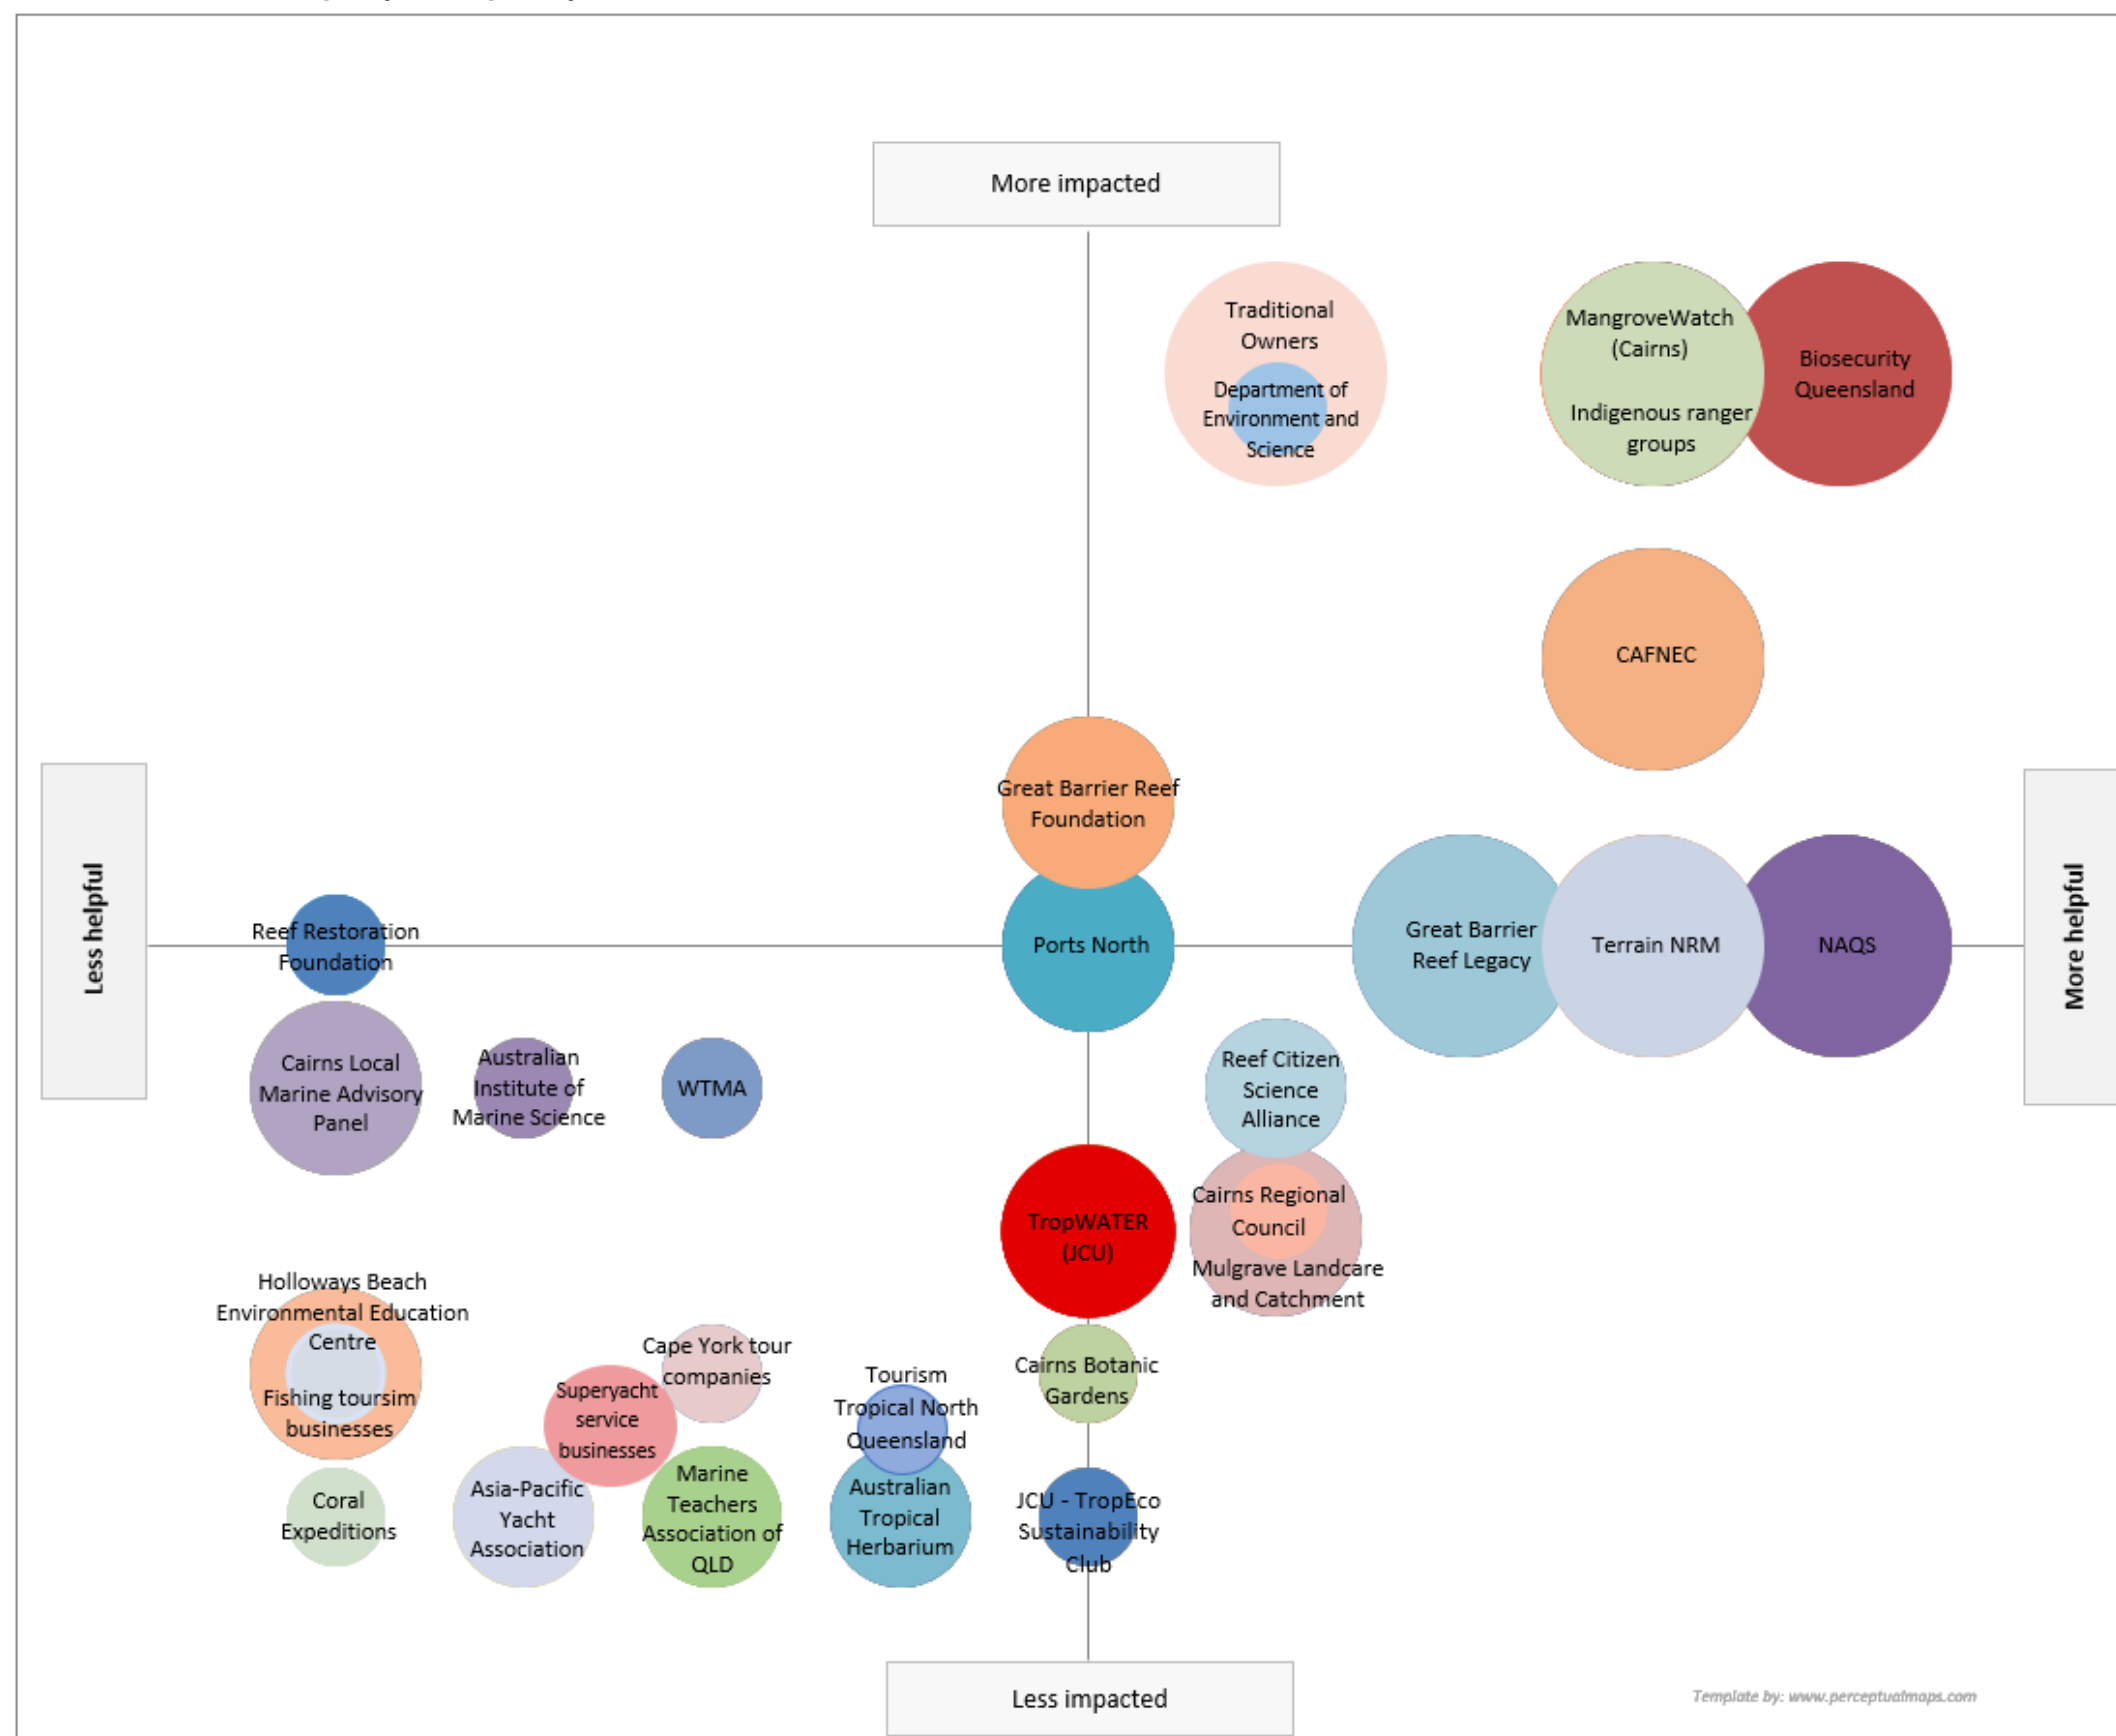 More impacted
Traditional
Owners
Department of
Environment and
Science
MangroveWatch
(Cairns)
Indigenous ranger
groups
Biosecurity
Queensland
CAFNEC
Great Barrier Reef
Foundation
Less helpful
Reef Restoration
Foundation
Ports North
Great Barrier
Reef Legacy
Terrain NRM
NAQS
More helpful
Cairns Local
Marine Advisory
Panel
Australian
Institute of
Marine Science
WTMA
Reef Citizen
Science
Alliance
TropWATER
(JCU)
Cairns Regional
Council
Mulgrave Landcare
and Catchment
Holloways Beach
Environmental Education
Centre
Fishing toursim
businesses
Superyacht
service
businesses
Cape York tour
companies
Tourism
Tropical North
Queensland
Cairns Botanic
Gardens
Coral
Expeditions
Asia-Pacific
Yacht
Association
Marine
Teachers
Association of
QLD
Australian
Tropical
Herbarium
JCU - TropEco
Sustainability
Club
Less impacted
Template by: www.perceptualmaps.com